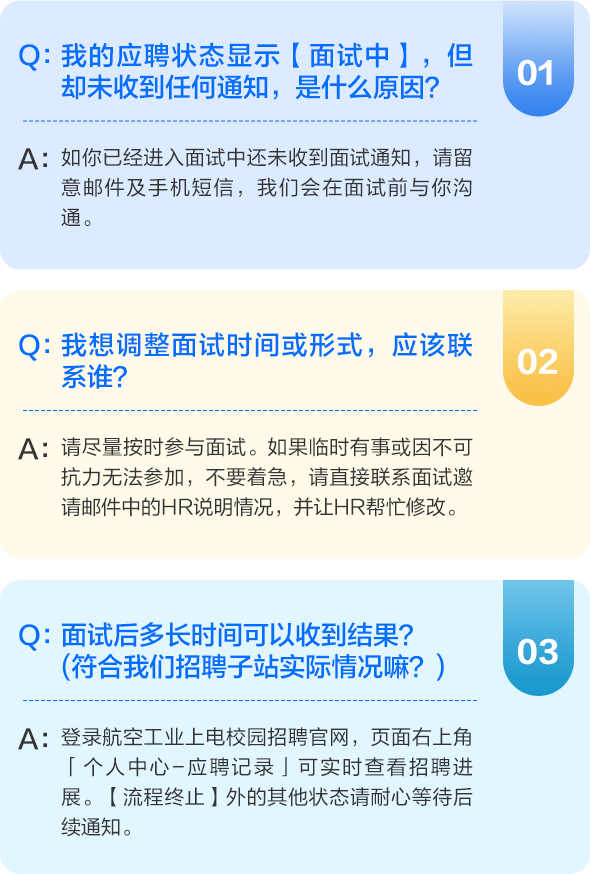 Q: 我的应聘状态显示【面试中】，但
却未收到任何通知，是什么原因?
01
A: 如你已经进入面试中还未收到面试通知，请留
意邮件及手机短信，我们会在面试前与你沟
通。
Q: 我想调整面试时间或形式，应该联
系谁?
02
A: 请尽量按时参与面试。如果临时有事或因不可
抗力无法参加，不要着急，请直接联系面试邀
请邮件中的HR说明情况，并让HR帮忙修改。
Q: 面试后多长时间可以收到结果?
(符合我们招聘子站实际情况嘛？)
03
A: 登录航空工业上电校园招聘官网，页面右上角
「个人中心-应聘记录」可实时查看招聘进
展。【流程终止】外的其他状态请耐心等待后
续通知。